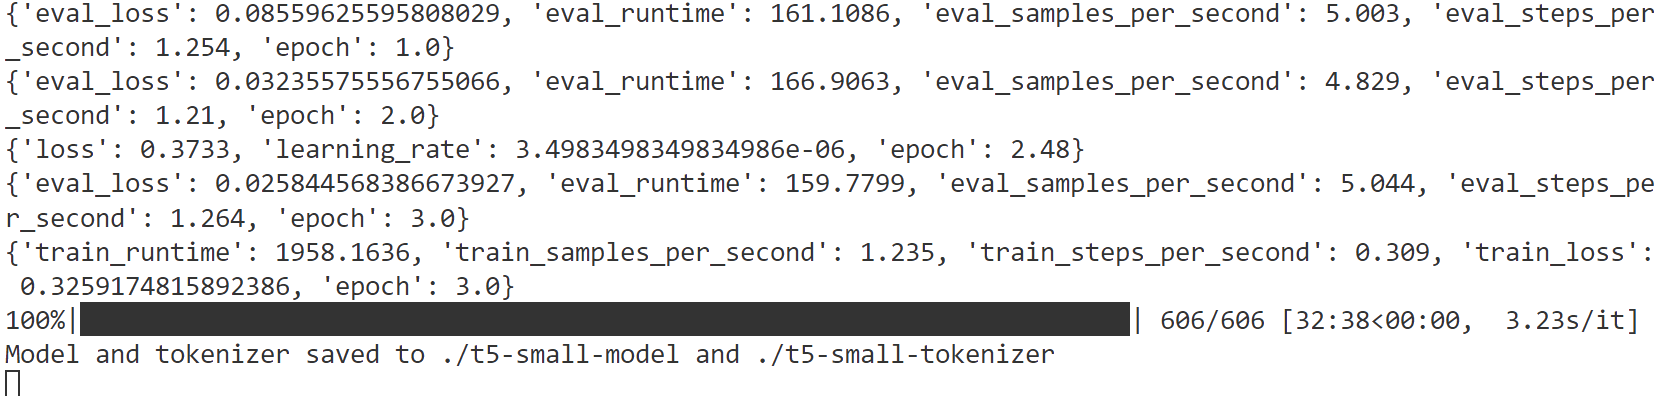 {'eval_loss': 0.08559625595808029, 'eval_runtime': 161.1086, 'eval_samples_per_second': 5.003, 'eval_steps_per
_second': 1.254, 'epoch': 1.0}
{'eval_loss': 0.03235575556755066, 'eval_runtime': 166.9063, 'eval_samples_per_second': 4.829, 'eval_steps_per
_second': 1.21, 'epoch': 2.0}
{'loss': 0.3733, 'learning_rate': 3.4983498349834986e-06, 'epoch': 2.48}
{'eval_loss': 0.025844568386673927, 'eval_runtime': 159.7799, 'eval_samples_per_second': 5.044, 'eval_steps_pe
r_second': 1.264, 'epoch': 3.0}
{'train_runtime': 1958.1636, 'train_samples_per_second': 1.235, 'train_steps_per_second': 0.309, 'train_loss':
 0.3259174815892386, 'epoch': 3.0}
100%|██████████████████████████████████████████████████████████████████████| 606/606 [32:38<00:00,  3.23s/it]
Model and tokenizer saved to ./t5-small-model and ./t5-small-tokenizer